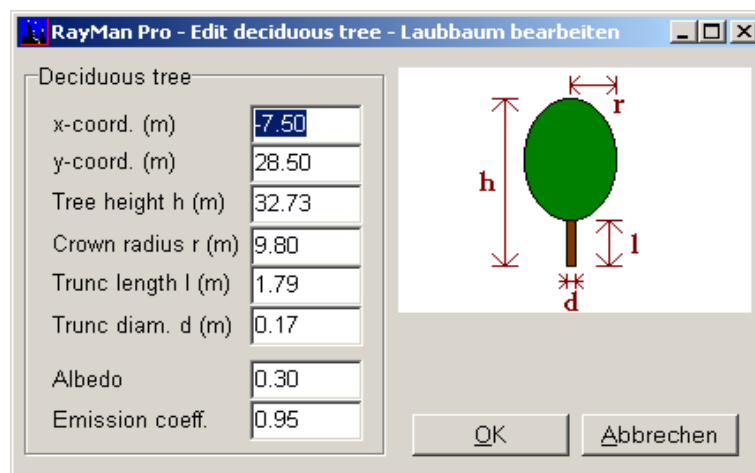 RayMan Pro - Edit deciduous tree - Laubbaum bearbeiten
Deciduous tree
x-coord. (m) -7.50
y-coord. (m) 28.50
Tree height h (m) 32.73
Crown radius r (m) 9.80
Trunc length l (m) 1.79
Trunc diam. d (m) 0.17
Albedo 0.30
Emission coeff. 0.95
r
h
l
d
OK Abbrechen